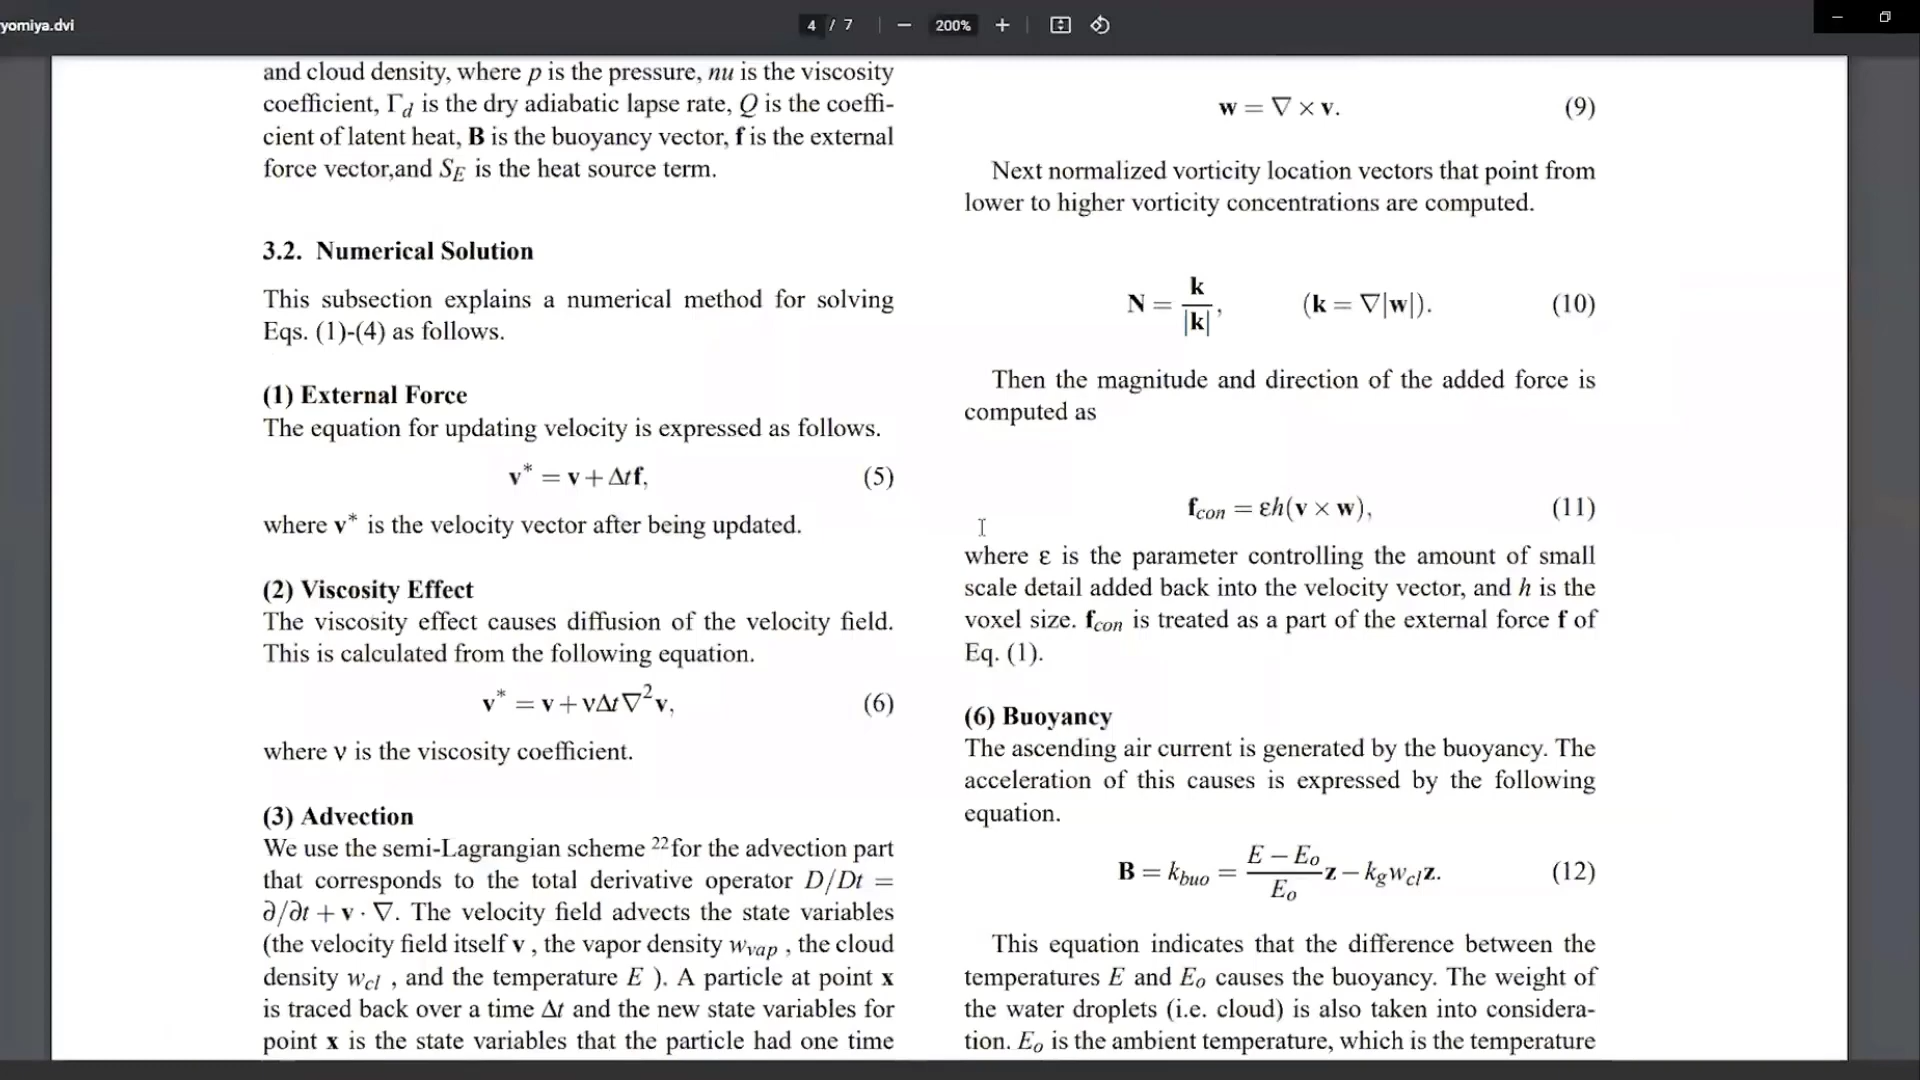 yomiya.dvi
4 / 7
200%
and cloud density, where p is the pressure, nu is the viscosity
coefficient, Γd is the dry adiabatic lapse rate, Q is the coeffi-
cient of latent heat, B is the buoyancy vector, f is the external
force vector,and SE is the heat source term.
3.2. Numerical Solution
This subsection explains a numerical method for solving
Eqs. (1)-(4) as follows.
(1) External Force
The equation for updating velocity is expressed as follows.
v* = v + Δtf, (5)
where v* is the velocity vector after being updated.
(2) Viscosity Effect
The viscosity effect causes diffusion of the velocity field.
This is calculated from the following equation.
v* = v + νΔt∇²v, (6)
where ν is the viscosity coefficient.
(3) Advection
We use the semi-Lagrangian scheme 22 for the advection part
that corresponds to the total derivative operator D/Dt =
∂/∂t + v · ∇. The velocity field advects the state variables
(the velocity field itself v , the vapor density wvap , the cloud
density wcl , and the temperature E ). A particle at point x
is traced back over a time Δt and the new state variables for
point x is the state variables that the particle had one time
w = ∇ × v. (9)
Next normalized vorticity location vectors that point from
lower to higher vorticity concentrations are computed.
N = k / |k|, (k = ∇|w|). (10)
Then the magnitude and direction of the added force is
computed as
fcon = εh(v × w), (11)
where ε is the parameter controlling the amount of small
scale detail added back into the velocity vector, and h is the
voxel size. fcon is treated as a part of the external force f of
Eq. (1).
(6) Buoyancy
The ascending air current is generated by the buoyancy. The
acceleration of this causes is expressed by the following
equation.
B = kbuo = E − Eo / Eo z − kgwclz. (12)
This equation indicates that the difference between the
temperatures E and Eo causes the buoyancy. The weight of
the water droplets (i.e. cloud) is also taken into considera-
tion. Eo is the ambient temperature, which is the temperature